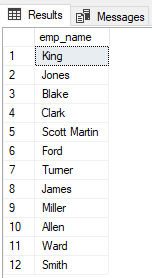 Results Messages
emp_name
1 King
2 Jones
3 Blake
4 Clark
5 Scott Martin
6 Ford
7 Turner
8 James
9 Miller
10 Allen
11 Ward
12 Smith